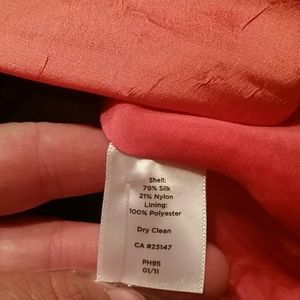 Shell:
79% Silk
21% Nylon
Lining:
100% Polyester
Dry Clean
CA #23147
PH95
01/11